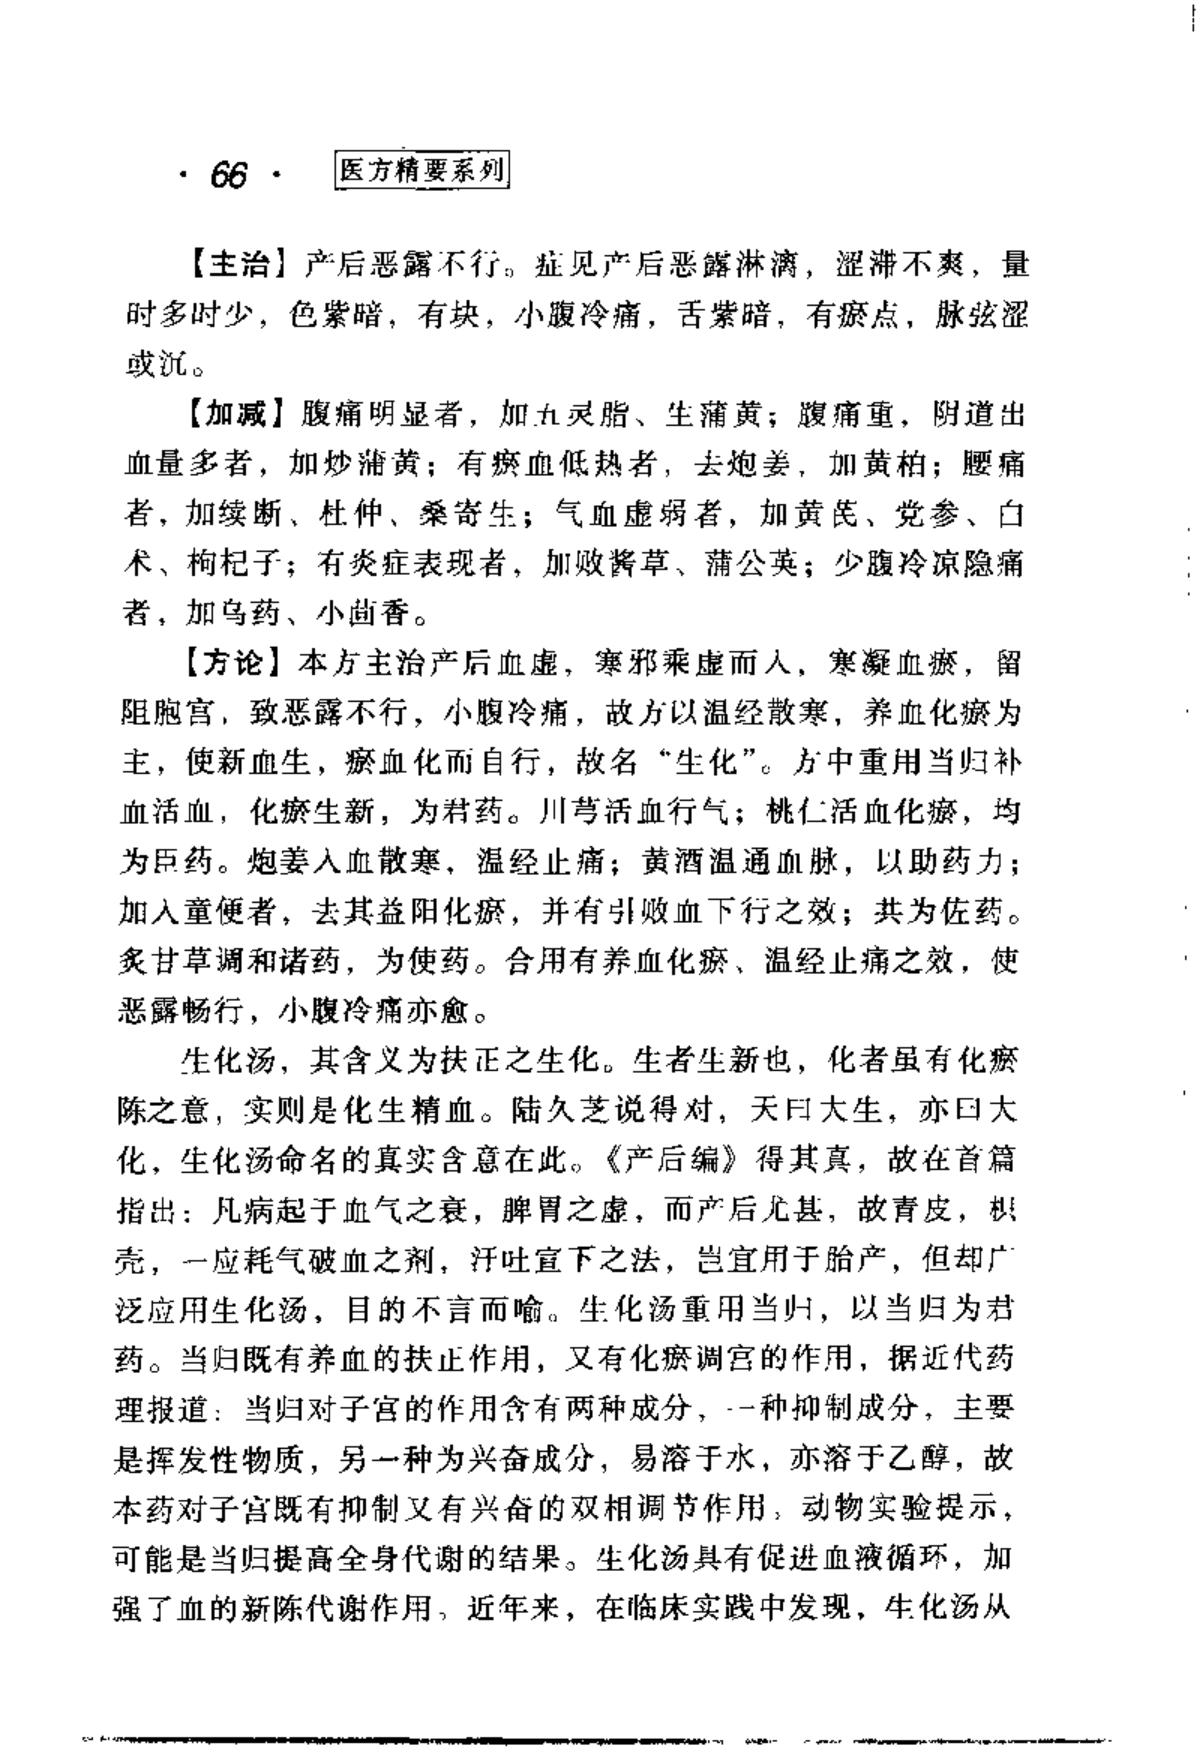 · 66 · 医方精要系列
【主治】产后恶露不行。症见产后恶露淋漓，涩滞不爽，量
时多时少，色紫暗，有块，小腹冷痛，舌紫暗，有瘀点，脉弦涩
或沉。
【加减】腹痛明显者，加五灵脂、生蒲黄；腹痛重，阴道出
血量多者，加炒蒲黄；有瘀血低热者，去炮姜，加黄柏；腰痛
者，加续断、杜仲、桑寄生；气血虚弱者，加黄芪、党参、白
术、枸杞子；有炎症表现者，加败酱草、蒲公英；少腹冷凉隐痛
者，加乌药、小茴香。
【方论】本方主治产后血虚，寒邪乘虚而入，寒凝血瘀，留
阻胞宫，致恶露不行，小腹冷痛，故方以温经散寒，养血化瘀为
主，使新血生，瘀血化而自行，故名“生化”。方中重用当归补
血活血，化瘀生新，为君药。川芎活血行气；桃仁活血化瘀，均
为臣药。炮姜入血散寒，温经止痛；黄酒温通血脉，以助药力；
加入童便者，去其益阳化瘀，并有引败血下行之效；共为佐药。
炙甘草调和诸药，为使药。合用有养血化瘀、温经止痛之效，使
恶露畅行，小腹冷痛亦愈。
生化汤，其含义为扶正之生化。生者生新也，化者虽有化瘀
陈之意，实则是化生精血。陆久芝说得对，天曰大生，亦曰大
化，生化汤命名的真实含意在此。《产后编》得其真，故在首篇
指出：凡病起于血气之衰，脾胃之虚，而产后尤甚，故青皮，枳
壳，一应耗气破血之剂，汗吐宣下之法，岂宜用于胎产，但却广
泛应用生化汤，目的不言而喻。生化汤重用当归，以当归为君
药。当归既有养血的扶正作用，又有化瘀调宫的作用，据近代药
理报道：当归对子宫的作用含有两种成分，一种抑制成分，主要
是挥发性物质，另一种为兴奋成分，易溶于水，亦溶于乙醇，故
本药对子宫既有抑制又有兴奋的双相调节作用。动物实验提示，
可能是当归提高全身代谢的结果。生化汤具有促进血液循环，加
强了血的新陈代谢作用。近年来，在临床实践中发现，生化汤从